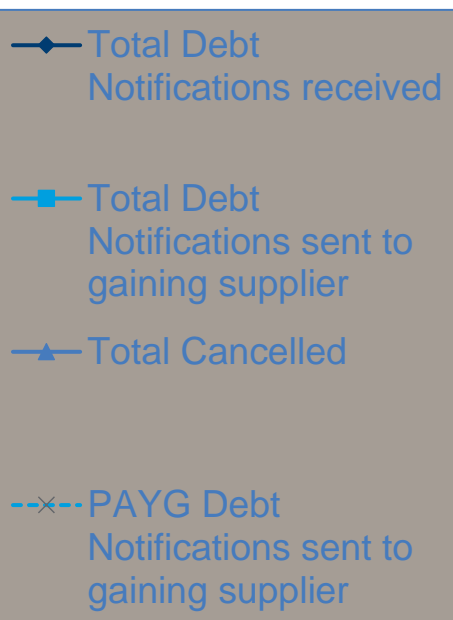 Total Debt
Notifications received
Total Debt
Notifications sent to
gaining supplier
Total Cancelled
PAYG Debt
Notifications sent to
gaining supplier